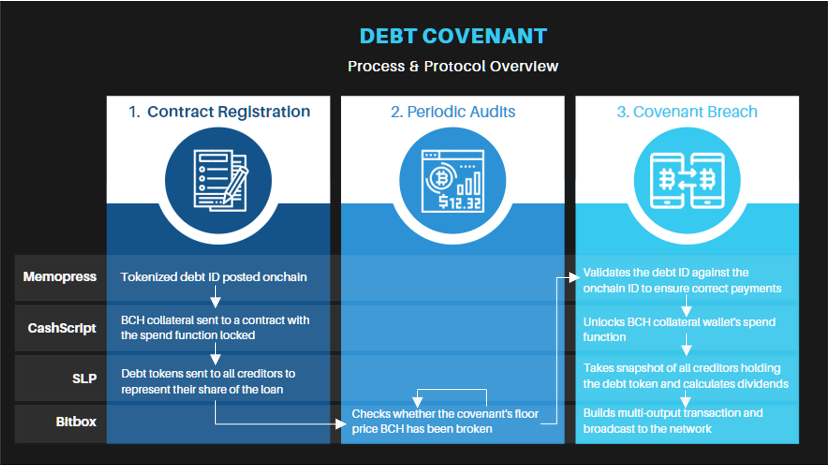 DEBT COVENANT
Process & Protocol Overview
1. Contract Registration
2. Periodic Audits
3. Covenant Breach
$12.32
Memopress
Tokenized debt ID posted onchain
Validates the debt ID against the
onchain ID to ensure correct payments
CashScript
BCH collateral sent to a contract with
the spend function locked
Unlocks BCH collateral wallet's spend
function
SLP
Debt tokens sent to all creditors to
represent their share of the loan
Takes snapshot of all creditors holding
the debt token and calculates dividends
Bitbox
Checks whether the covenant's floor
price BCH has been broken
Builds multi-output transaction and
broadcast to the network